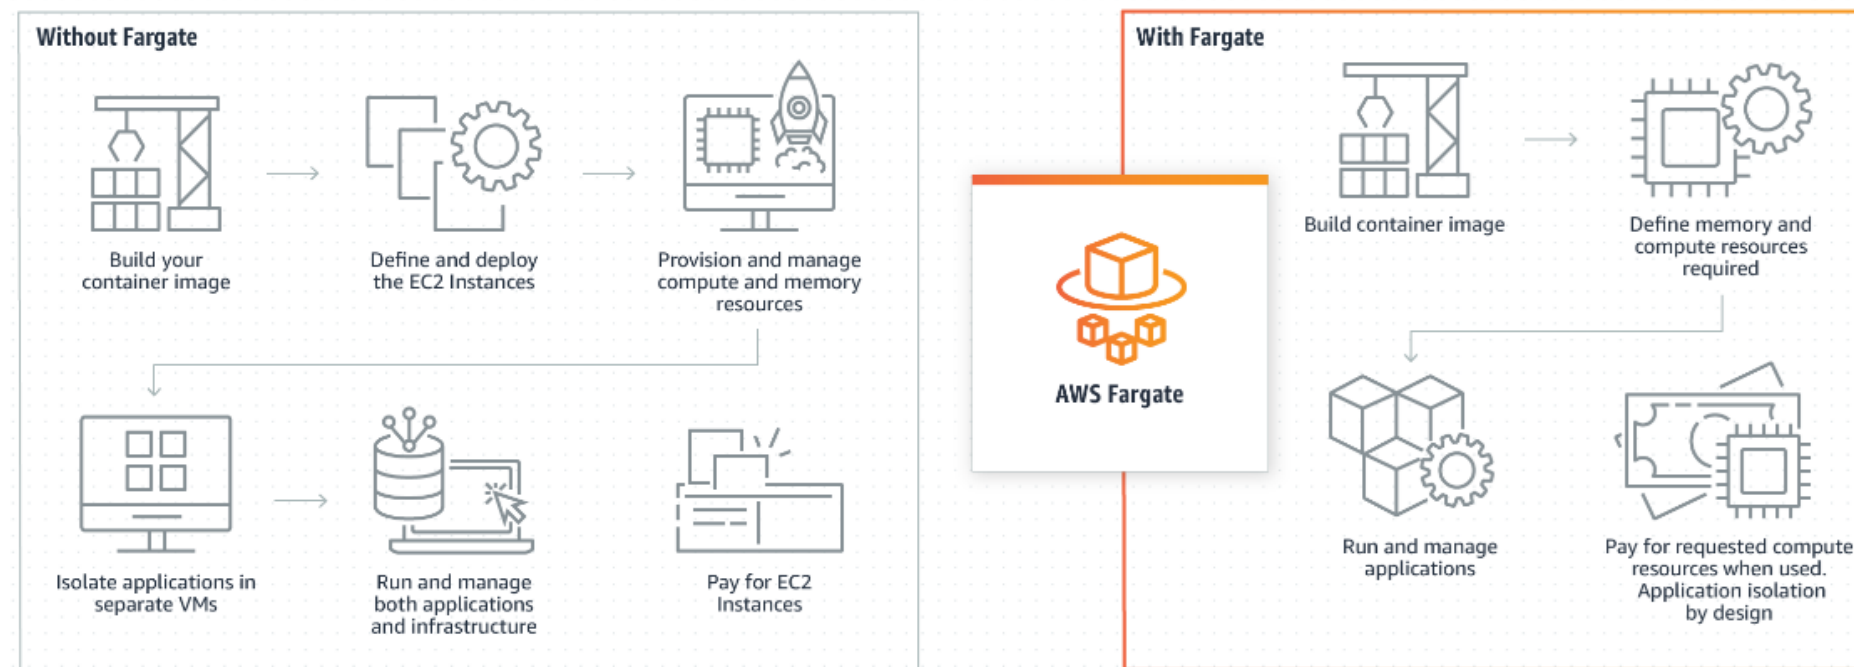 Without Fargate
Build your
container image
Define and deploy
the EC2 Instances
Provision and manage
compute and memory
resources
Isolate applications in
separate VMs
Run and manage
both applications
and infrastructure
Pay for EC2
Instances
AWS Fargate
With Fargate
Build container image
Define memory and
compute resources
required
Run and manage
applications
Pay for requested compute
resources when used.
Application isolation
by design